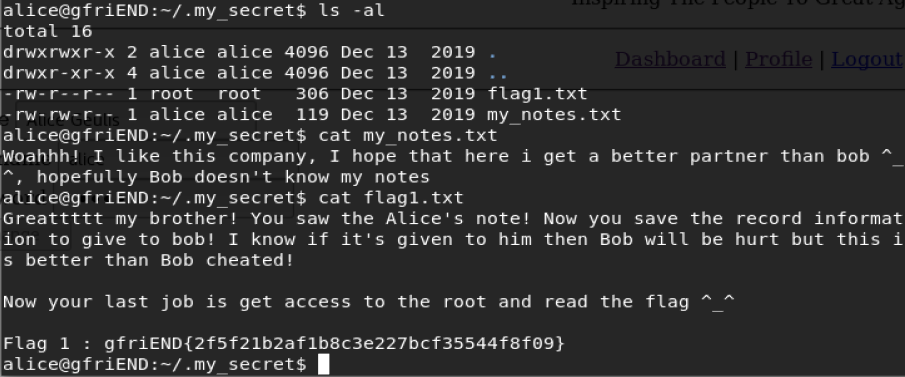 Inspiring The People To Great Ag
alice@gfriEND:~/.my_secret$ ls -al
total 16
drwxrwxr-x 2 alice alice 4096 Dec 13  2019 .
Dashboard | Profile | Logout
drwxr-xr-x 4 alice alice 4096 Dec 13  2019 ..
-rw-r--r-- 1 root  root   306 Dec 13  2019 flag1.txt
-rw-rw-r-- 1 alice alice  119 Dec 13  2019 my_notes.txt
Alice Geulis
alice@gfriEND:~/.my_secret$ cat my_notes.txt
Woahhh! I like this company, I hope that here i get a better partner than bob ^_
^, hopefully Bob doesn't know my notes
alice@gfriEND:~/.my_secret$ cat flag1.txt
Greattttt my brother! You saw the Alice's note! Now you save the record informat
ion to give to bob! I know if it's given to him then Bob will be hurt but this i
s better than Bob cheated!
Now your last job is get access to the root and read the flag ^_^
Flag 1 : gfriEND{2f5f21b2af1b8c3e227bcf35544f8f09}
alice@gfriEND:~/.my_secret$